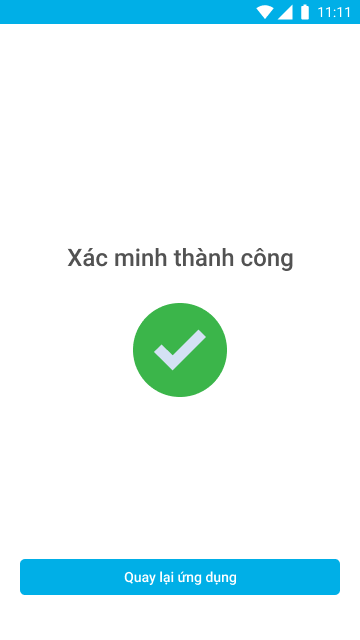 11:11
Xác minh thành công
Quay lại ứng dụng